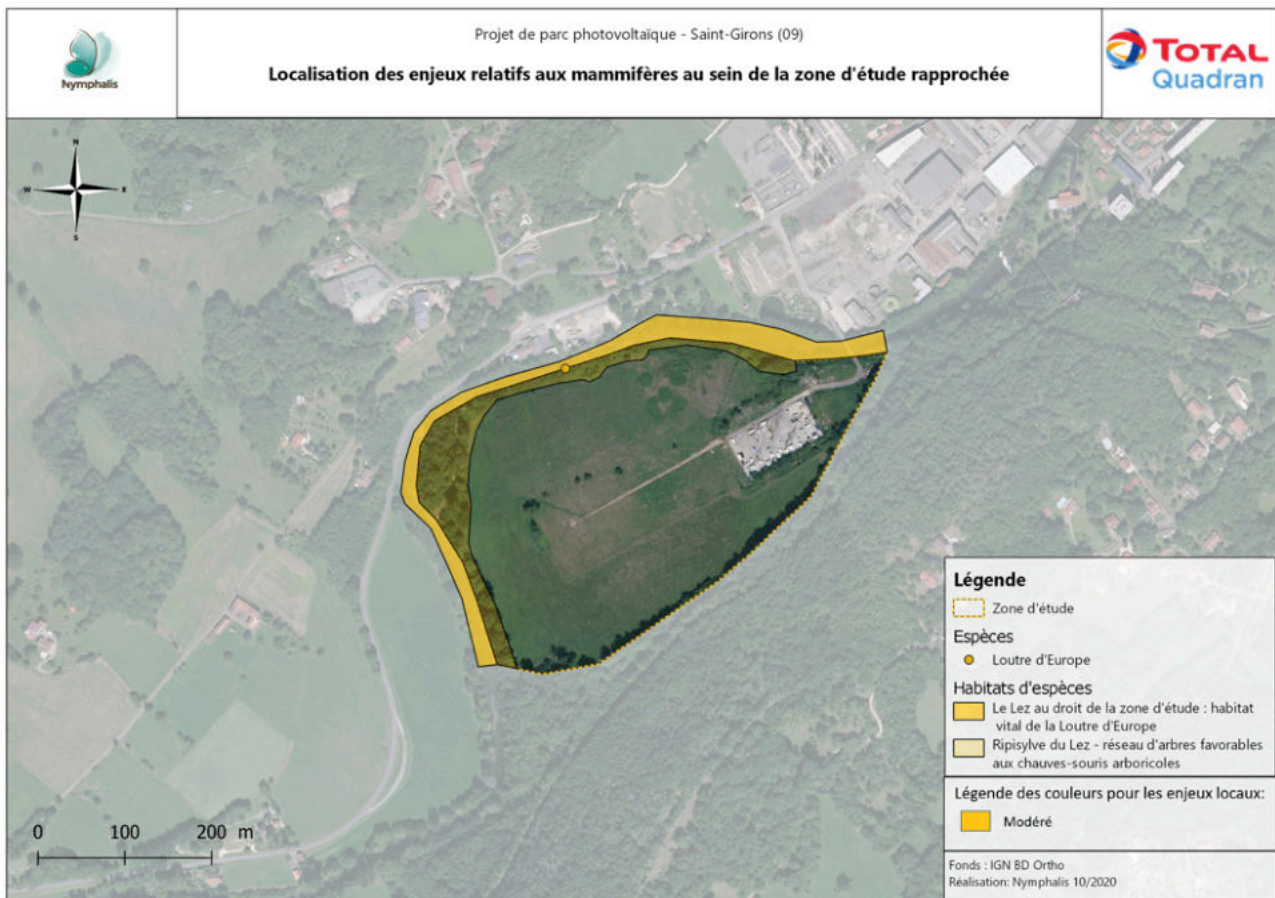 Nymphalis
Projet de parc photovoltaïque - Saint-Girons (09)
Localisation des enjeux relatifs aux mammifères au sein de la zone d'étude rapprochée
TOTAL
Quadran
N
W
E
S
Légende
Zone d'étude
Espèces
Loutre d'Europe
Habitats d'espèces
Le Lez au droit de la zone d'étude : habitat
vital de la Loutre d'Europe
Ripisylve du Lez - réseau d'arbres favorables
aux chauves-souris arboricoles
Légende des couleurs pour les enjeux locaux:
Modéré
Fonds : IGN BD Ortho
Réalisation: Nymphalis 10/2020
0 100 200 m